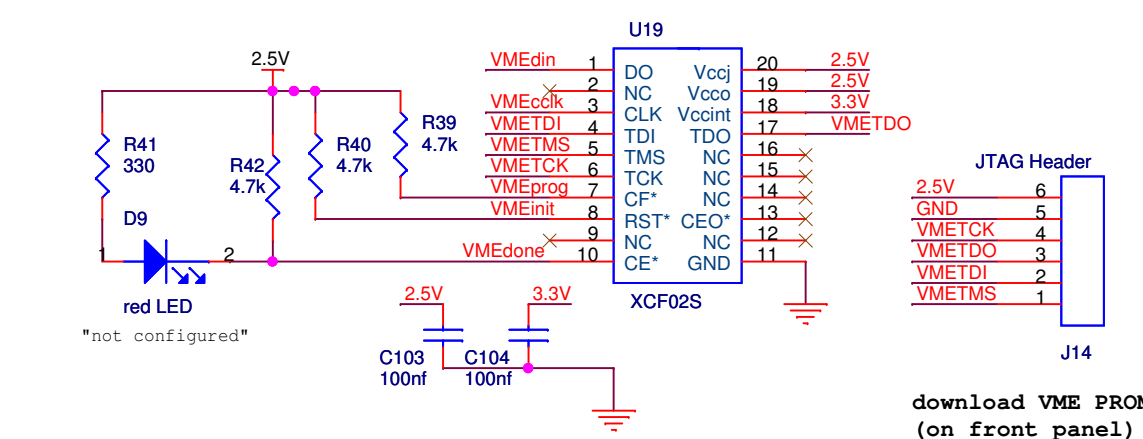 U19
2.5V
VMEdin 1 DO Vccj 20 2.5V
2 NC Vcco 19 2.5V
VMEcclk 3 CLK Vccint 18 3.3V
VMETDI 4 TDI TDO 17 VMETDO
VMETMS 5 TMS NC 16
VMETCK 6 TCK NC 15
VMEprog 7 CF* NC 14
VMEinit 8 RST* CEO* 13
9 NC NC 12
VMEdone 10 CE* GND 11
XCF02S
R41
330
R42
4.7k
R40
4.7k
R39
4.7k
D9
1 2
red LED
"not configured"
2.5V 3.3V
C103 C104
100nf 100nf
JTAG Header
2.5V 6
GND 5
VMETCK 4
VMETDO 3
VMETDI 2
VMETMS 1
J14
download VME PROM
(on front panel)